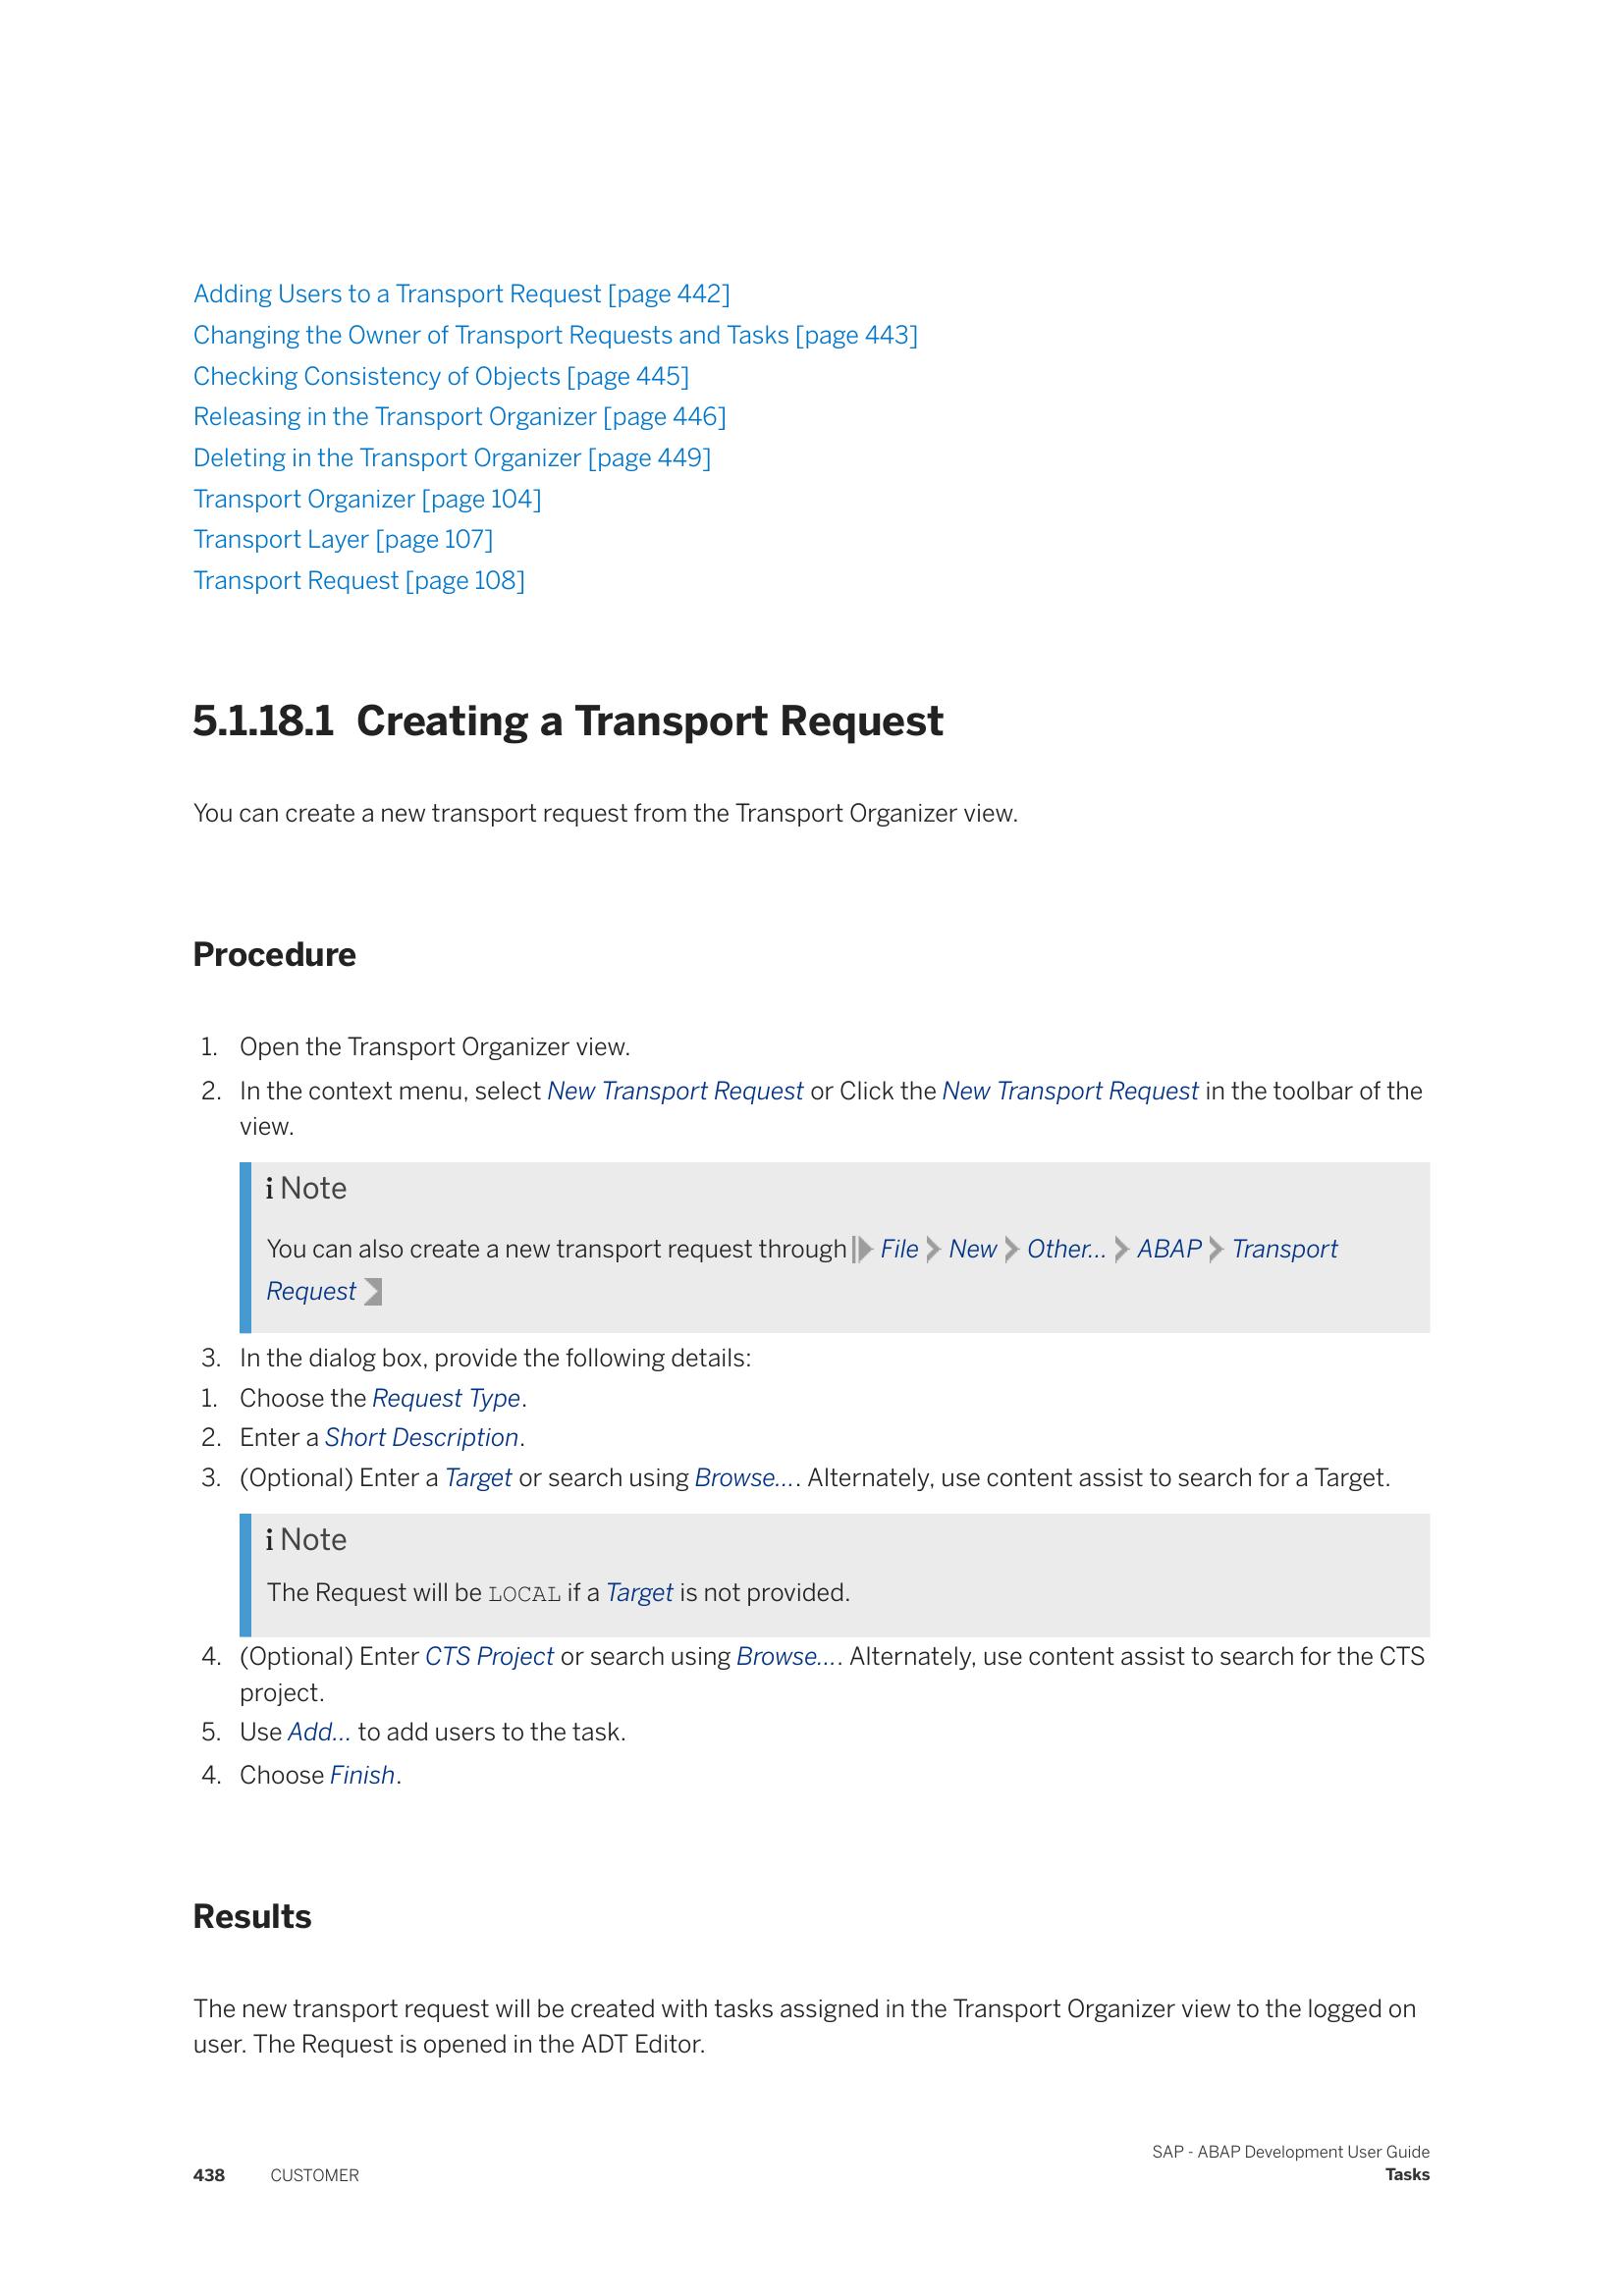 Adding Users to a Transport Request [page 442]
Changing the Owner of Transport Requests and Tasks [page 443]
Checking Consistency of Objects [page 445]
Releasing in the Transport Organizer [page 446]
Deleting in the Transport Organizer [page 449]
Transport Organizer [page 104]
Transport Layer [page 107]
Transport Request [page 108]
5.1.18.1 Creating a Transport Request
You can create a new transport request from the Transport Organizer view.
Procedure
1. Open the Transport Organizer view.
2. In the context menu, select New Transport Request or Click the New Transport Request in the toolbar of the
view.
i Note
You can also create a new transport request through File New Other... ABAP Transport
Request
3. In the dialog box, provide the following details:
1. Choose the Request Type.
2. Enter a Short Description.
3. (Optional) Enter a Target or search using Browse.... Alternately, use content assist to search for a Target.
i Note
The Request will be LOCAL if a Target is not provided.
4. (Optional) Enter CTS Project or search using Browse.... Alternately, use content assist to search for the CTS
project.
5. Use Add... to add users to the task.
4. Choose Finish.
Results
The new transport request will be created with tasks assigned in the Transport Organizer view to the logged on
user. The Request is opened in the ADT Editor.
SAP - ABAP Development User Guide
438 CUSTOMER Tasks